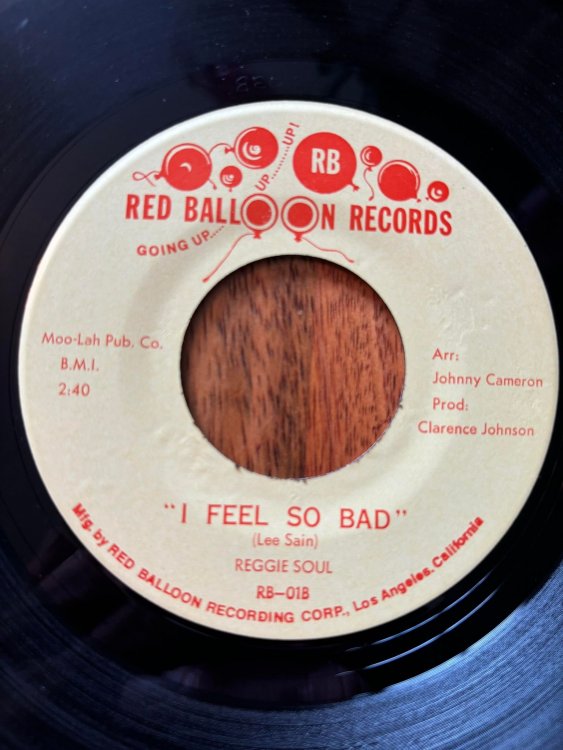 GOING UP..... UP.........UP!
RB
RED BALLOON RECORDS
Moo-Lah Pub. Co.
B.M.I.
2:40
Arr:
Johnny Cameron
Prod:
Clarence Johnson
"I FEEL SO BAD"
(Lee Sain)
REGGIE SOUL
RB-01B
Mfg. by RED BALLOON RECORDING CORP., Los Angeles, California